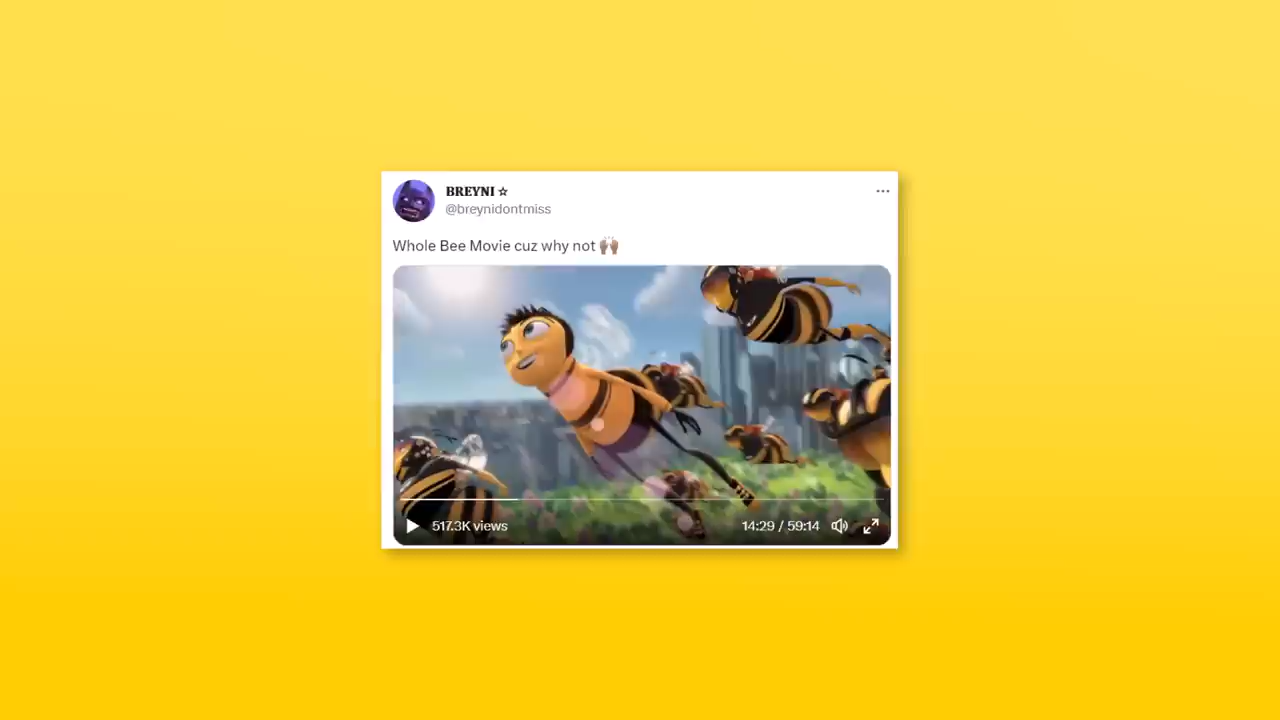 BREYNI ☆
@breynidontmiss
Whole Bee Movie cuz why not 🙌🏽
517.3K views
14:29 / 59:14